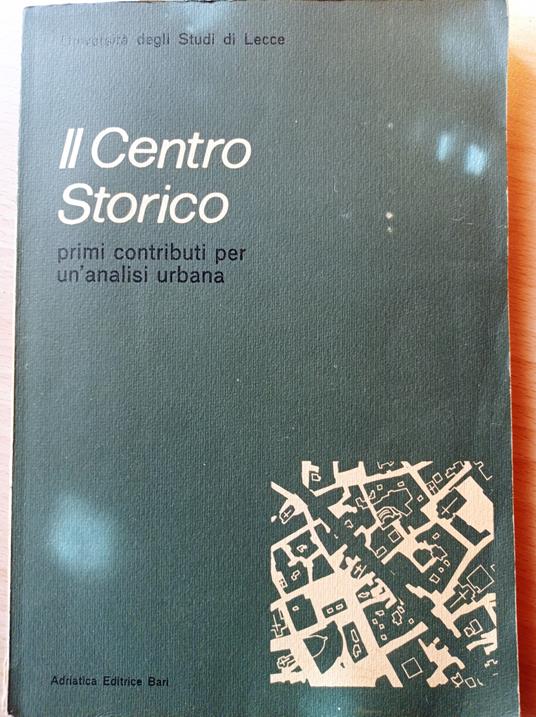 Università degli Studi di Lecce
Il Centro
Storico
primi contributi per
un'analisi urbana
Adriatica Editrice Bari